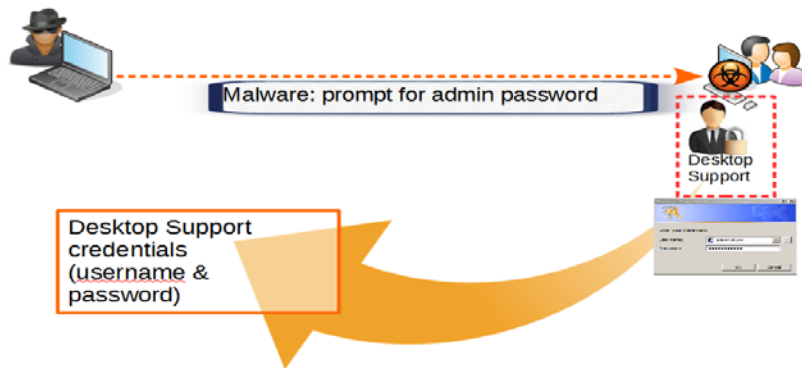 Malware: prompt for admin password
Desktop
Support
Desktop Support
credentials
(username &
password)